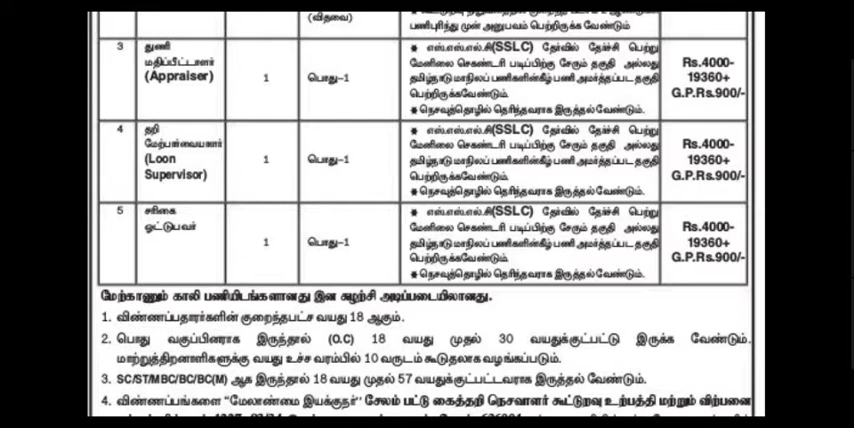 (விதவை)
பணிபுரிந்து முன் அனுபவம் பெற்றிருக்க வேண்டும்
3 துணி மதிப்பீட்டாளர் (Appraiser) 1 பொது-1
* எஸ்.எஸ்.எல்.சி(SSLC) தேர்வில் தேர்ச்சி பெற்று
மேனிலை செகண்டரி படிப்பிற்கு சேரும் தகுதி அல்லது
தமிழ்நாடு மாநிலப் பணிகளின்கீழ் பணி அமர்த்தப்பட தகுதி
பெற்றிருக்கவேண்டும்.
* நெசவுத்தொழில் தெரிந்தவராக இருத்தல் வேண்டும்.
Rs.4000-
19360+
G.P.Rs.900/-
4 தறி மேற்பார்வையாளர் (Loon Supervisor) 1 பொது-1
* எஸ்.எஸ்.எல்.சி(SSLC) தேர்வில் தேர்ச்சி பெற்று
மேனிலை செகண்டரி படிப்பிற்கு சேரும் தகுதி அல்லது
தமிழ்நாடு மாநிலப் பணிகளின்கீழ் பணி அமர்த்தப்பட தகுதி
பெற்றிருக்கவேண்டும்.
* நெசவுத்தொழில் தெரிந்தவராக இருத்தல் வேண்டும்.
Rs.4000-
19360+
G.P.Rs.900/-
5 சரிகை ஓட்டுபவர் 1 பொது-1
* எஸ்.எஸ்.எல்.சி(SSLC) தேர்வில் தேர்ச்சி பெற்று
மேனிலை செகண்டரி படிப்பிற்கு சேரும் தகுதி அல்லது
தமிழ்நாடு மாநிலப் பணிகளின்கீழ் பணி அமர்த்தப்பட தகுதி
பெற்றிருக்கவேண்டும்.
* நெசவுத்தொழில் தெரிந்தவராக இருத்தல் வேண்டும்.
Rs.4000-
19360+
G.P.Rs.900/-
மேற்காணும் காலி பணியிடங்களானது இன சுழற்சி அடிப்படையிலானது.
1. விண்ணப்பதாரர்களின் குறைந்தபட்ச வயது 18 ஆகும்.
2. பொது வகுப்பினராக இருந்தால் (O.C) 18 வயது முதல் 30 வயதுக்குட்பட்டு இருக்க வேண்டும்.
மாற்றுத்திறனாளிகளுக்கு வயது உச்ச வரம்பில் 10 வருடம் கூடுதலாக வழங்கப்படும்.
3. SC/ST/MBC/BC/BC(M) ஆக இருந்தால் 18 வயது முதல் 57 வயதுக்குட்பட்டவராக இருத்தல் வேண்டும்.
4. விண்ணப்பங்களை "மேலாண்மை இயக்குநர்" சேலம் பட்டு கைத்தறி நெசவாளர் கூட்டுறவு உற்பத்தி மற்றும் விற்பனை